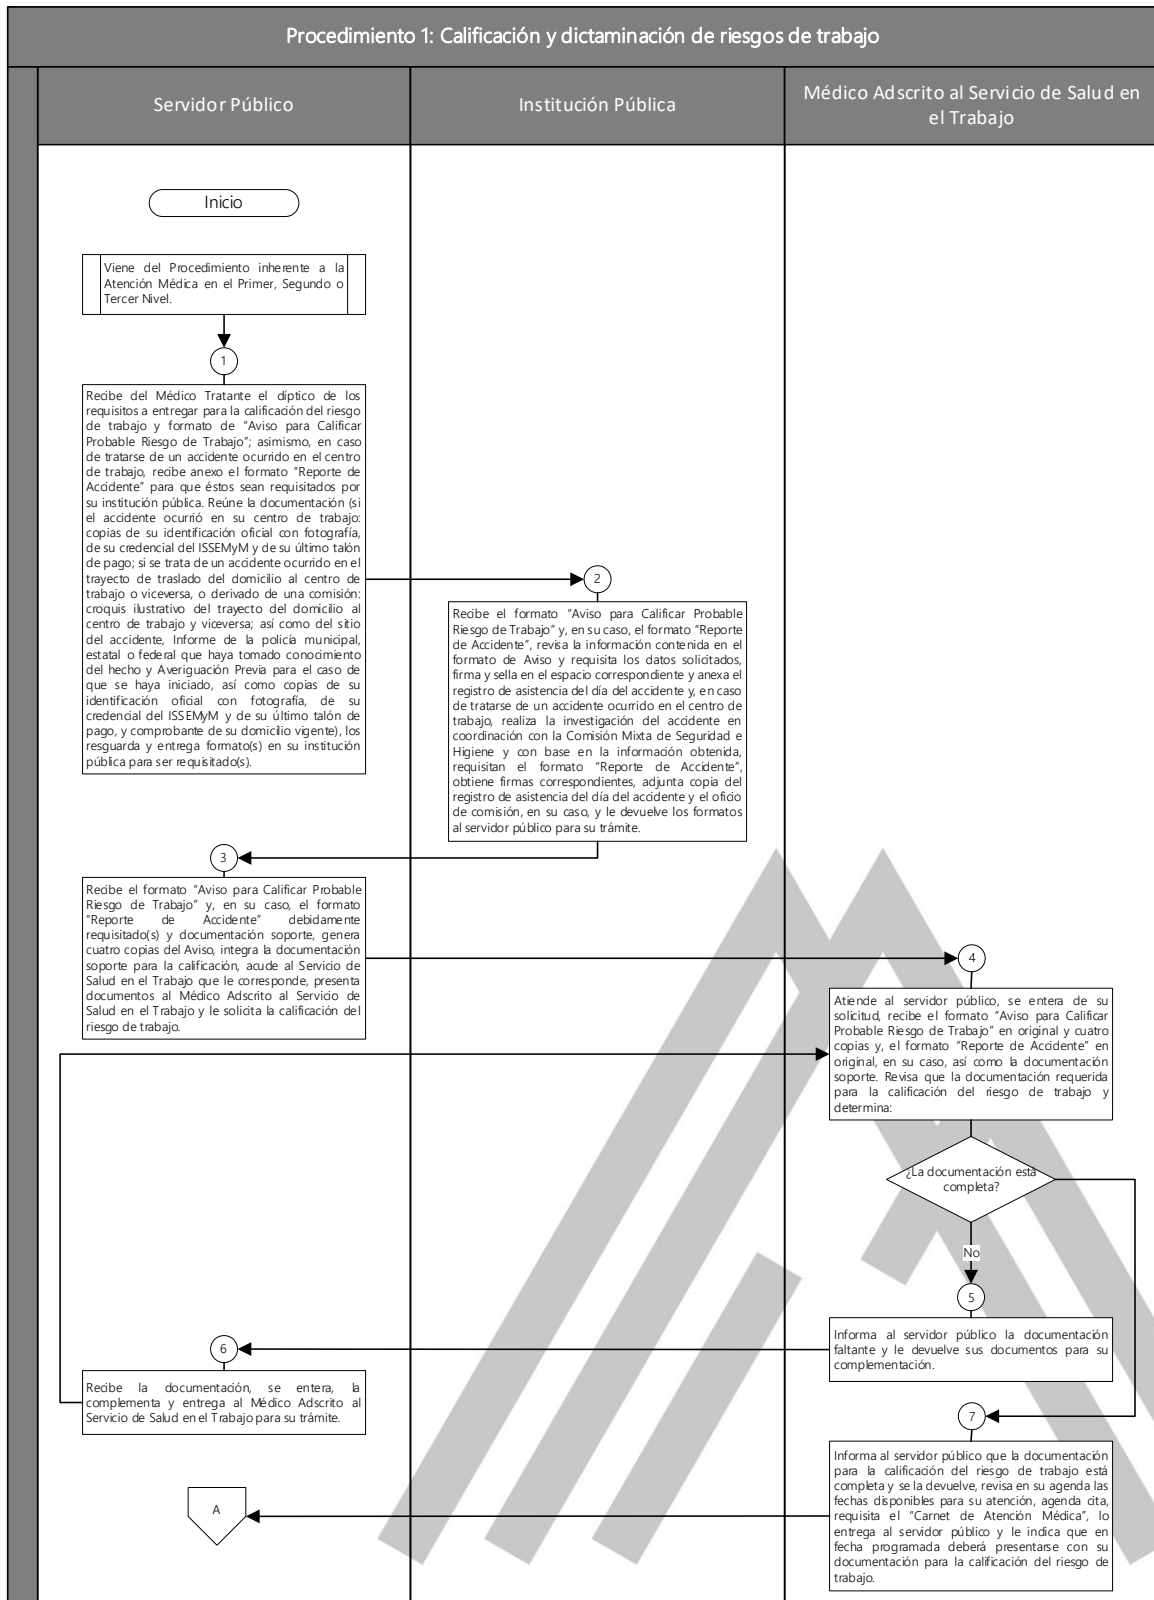 Procedimiento 1: Calificación y dictaminación de riesgos de trabajo
Servidor Público
Institución Pública
Médico Adscrito al Servicio de Salud en
el Trabajo
Inicio
Viene del Procedimiento inherente a la
Atención Médica en el Primer, Segundo o
Tercer Nivel.
1
Recibe del Médico Tratante el díptico de los
requisitos a entregar para la calificación del riesgo
de trabajo y formato de "Aviso para Calificar
Probable Riesgo de Trabajo"; asimismo, en caso
de tratarse de un accidente ocurrido en el centro
de trabajo, recibe anexo el formato "Reporte de
Accidente" para que éstos sean requisitados por
su institución pública. Reúne la documentación (si
el accidente ocurrió en su centro de trabajo:
copias de su identificación oficial con fotografía,
de su credencial del ISSEMyM y de su último talón
de pago; si se trata de un accidente ocurrido en el
trayecto de traslado del domicilio al centro de
trabajo o viceversa, o derivado de una comisión:
croquis ilustrativo del trayecto del domicilio al
centro de trabajo y viceversa; así como del sitio
del accidente, Informe de la policía municipal,
estatal o federal que haya tomado conocimiento
del hecho y Averiguación Previa para el caso de
que se haya iniciado, así como copias de su
identificación oficial con fotografía, de su
credencial del ISSEMyM y de su último talón de
pago, y comprobante de su domicilio vigente), los
resguarda y entrega formato(s) en su institución
pública para ser requisitado(s).
2
Recibe el formato "Aviso para Calificar Probable
Riesgo de Trabajo" y, en su caso, el formato "Reporte
de Accidente", revisa la información contenida en el
formato de Aviso y requisita los datos solicitados,
firma y sella en el espacio correspondiente y anexa el
registro de asistencia del día del accidente y, en caso
de tratarse de un accidente ocurrido en el centro de
trabajo, realiza la investigación del accidente en
coordinación con la Comisión Mixta de Seguridad e
Higiene y con base en la información obtenida,
requisitan el formato "Reporte de Accidente",
obtiene firmas correspondientes, adjunta copia del
registro de asistencia del día del accidente y el oficio
de comisión, en su caso, y le devuelve los formatos
al servidor público para su trámite.
3
Recibe el formato "Aviso para Calificar Probable
Riesgo de Trabajo" y, en su caso, el formato
"Reporte de Accidente" debidamente
requisitado(s) y documentación soporte, genera
cuatro copias del Aviso, integra la documentación
soporte para la calificación, acude al Servicio de
Salud en el Trabajo que le corresponde, presenta
documentos al Médico Adscrito al Servicio de
Salud en el Trabajo y le solicita la calificación del
riesgo de trabajo.
4
Atiende al servidor público, se entera de su
solicitud, recibe el formato "Aviso para Calificar
Probable Riesgo de Trabajo" en original y cuatro
copias y, el formato "Reporte de Accidente" en
original, en su caso, así como la documentación
soporte. Revisa que la documentación requerida
para la calificación del riesgo de trabajo y
determina:
¿La documentación está
completa?
No
5
Informa al servidor público la documentación
faltante y le devuelve sus documentos para su
complementación.
6
Recibe la documentación, se entera, la
complementa y entrega al Médico Adscrito al
Servicio de Salud en el Trabajo para su trámite.
7
Informa al servidor público que la documentación
para la calificación del riesgo de trabajo está
completa y se la devuelve, revisa en su agenda las
fechas disponibles para su atención, agenda cita,
requisita el "Carnet de Atención Médica", lo
entrega al servidor público y le indica que en
fecha programada deberá presentarse con su
documentación para la calificación del riesgo de
trabajo.
A